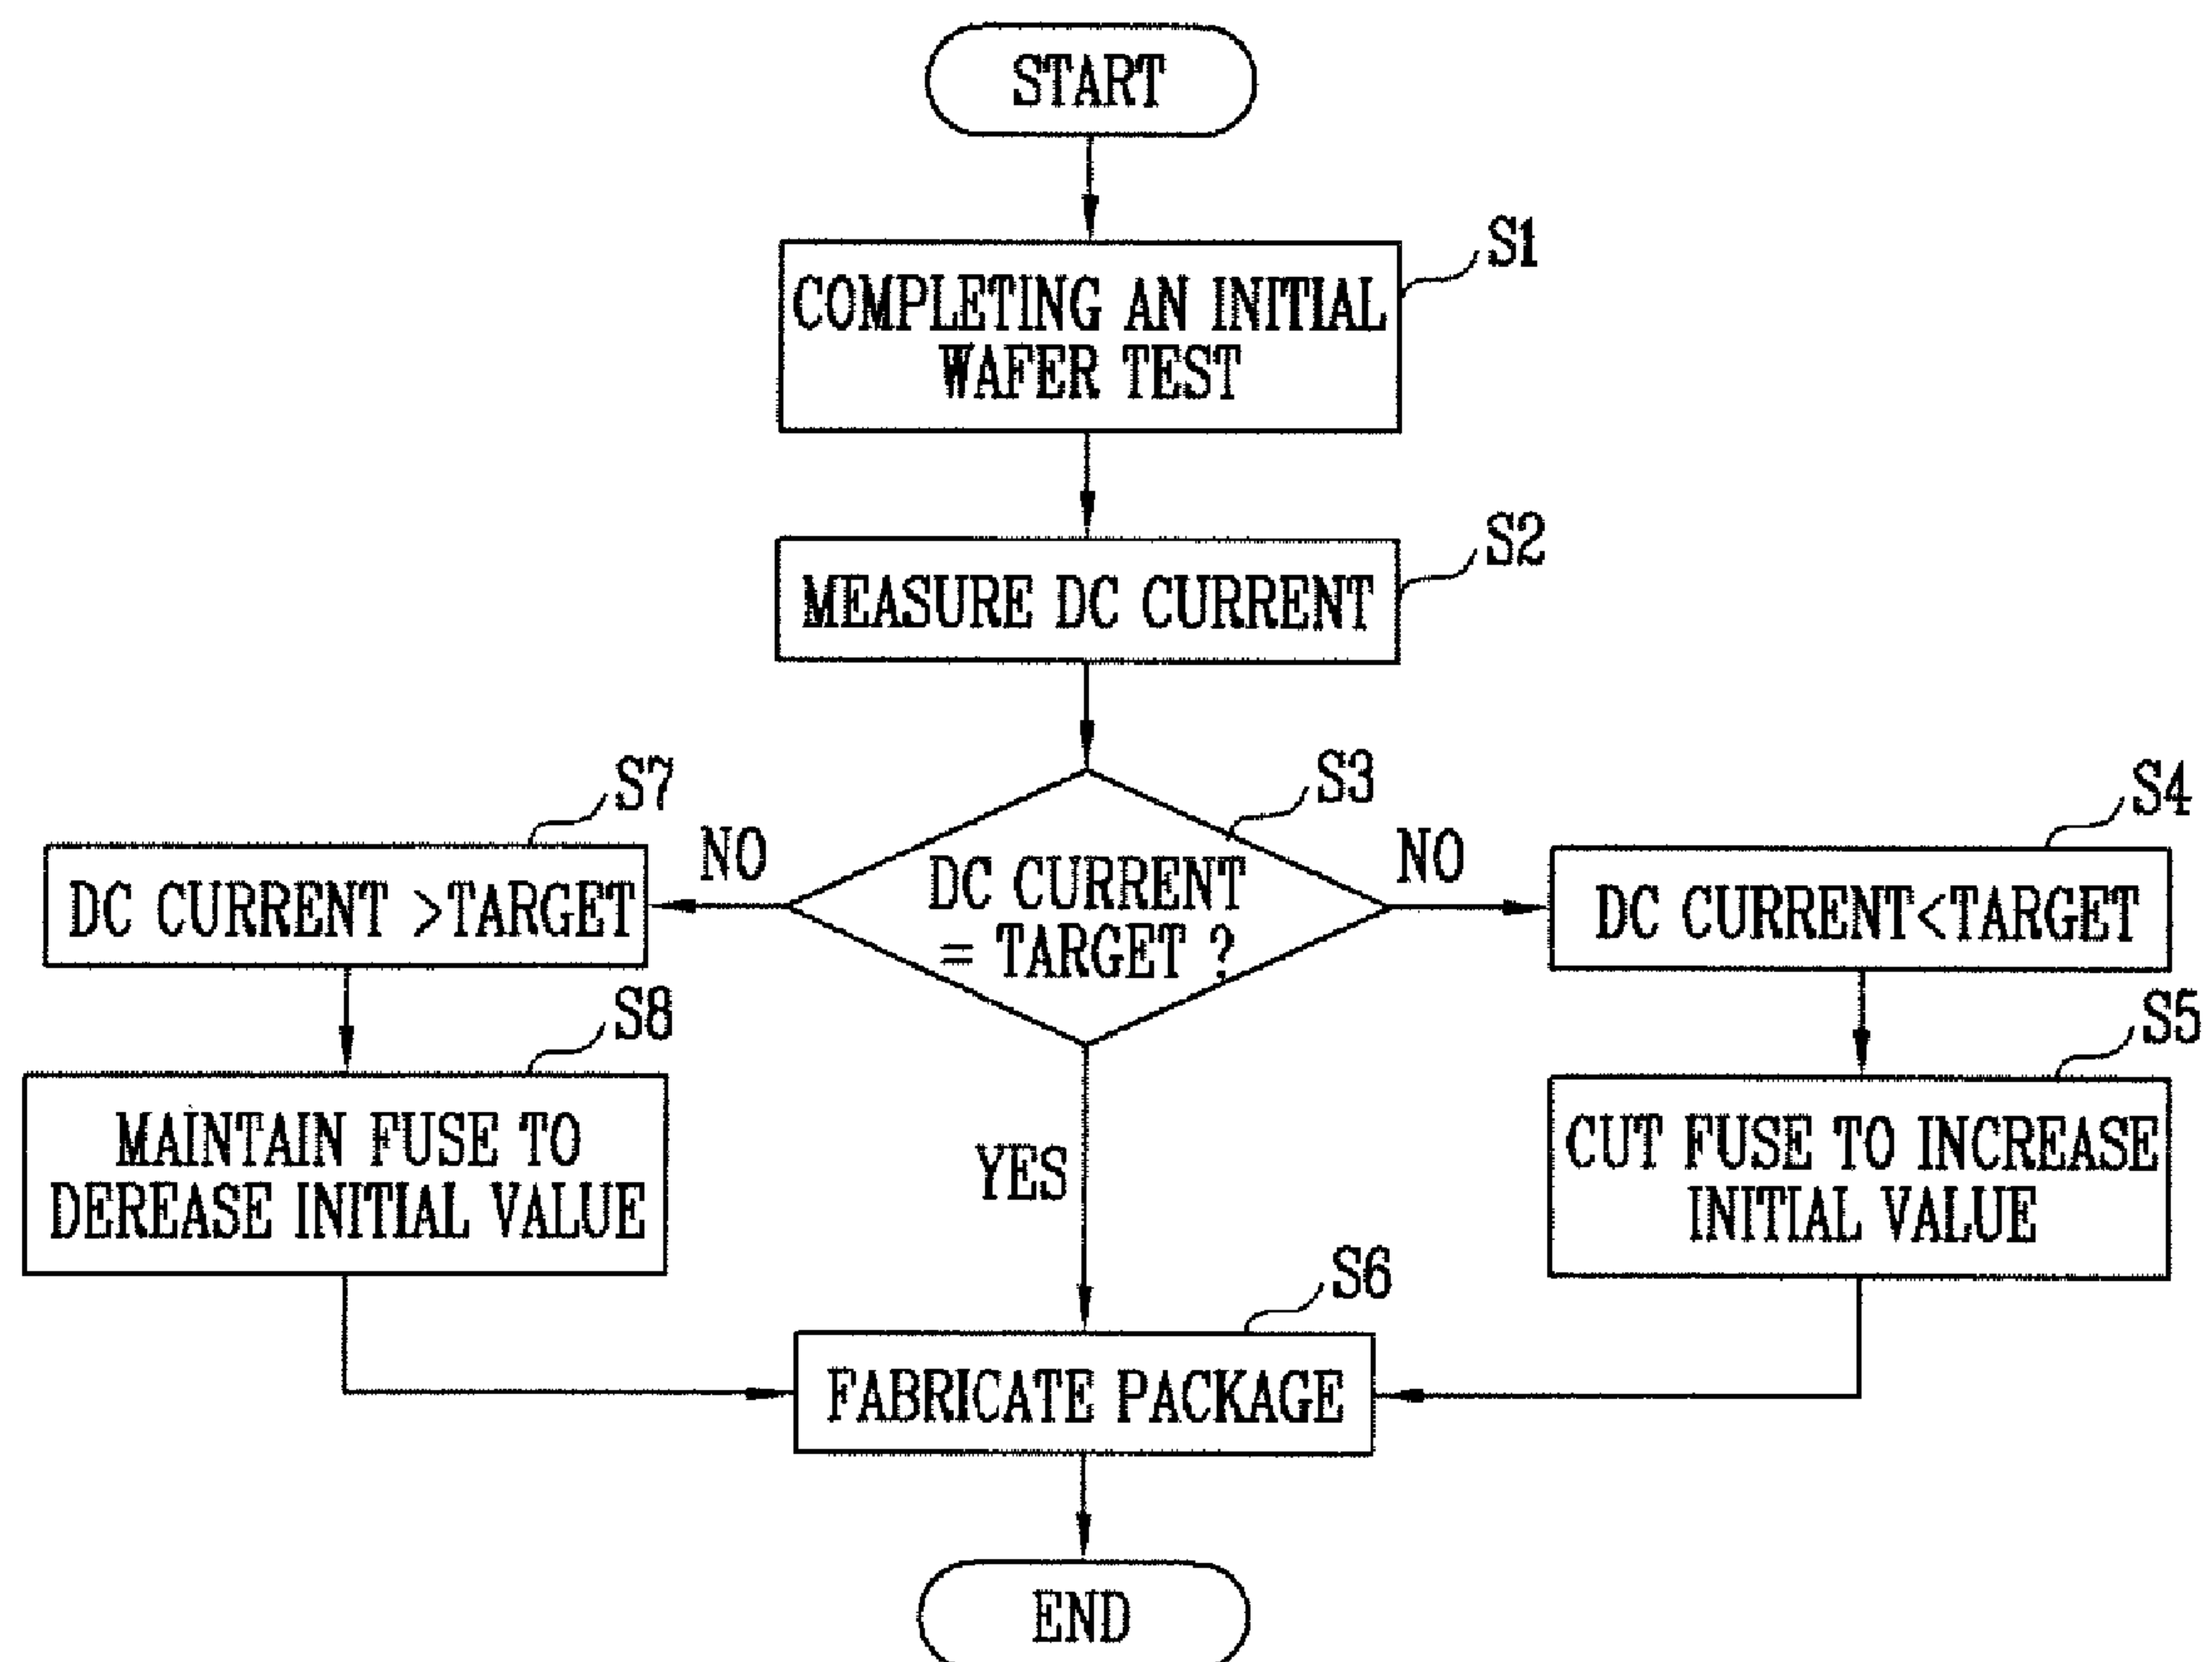 START
S1
COMPLETING AN INITIAL
WAFER TEST
S2
MEASURE DC CURRENT
S3
DC CURRENT
= TARGET ?
NO
NO
YES
S7
DC CURRENT >TARGET
S4
DC CURRENT<TARGET
S8
MAINTAIN FUSE TO
DEREASE INITIAL VALUE
S5
CUT FUSE TO INCREASE
INITIAL VALUE
S6
FABRICATE PACKAGE
END